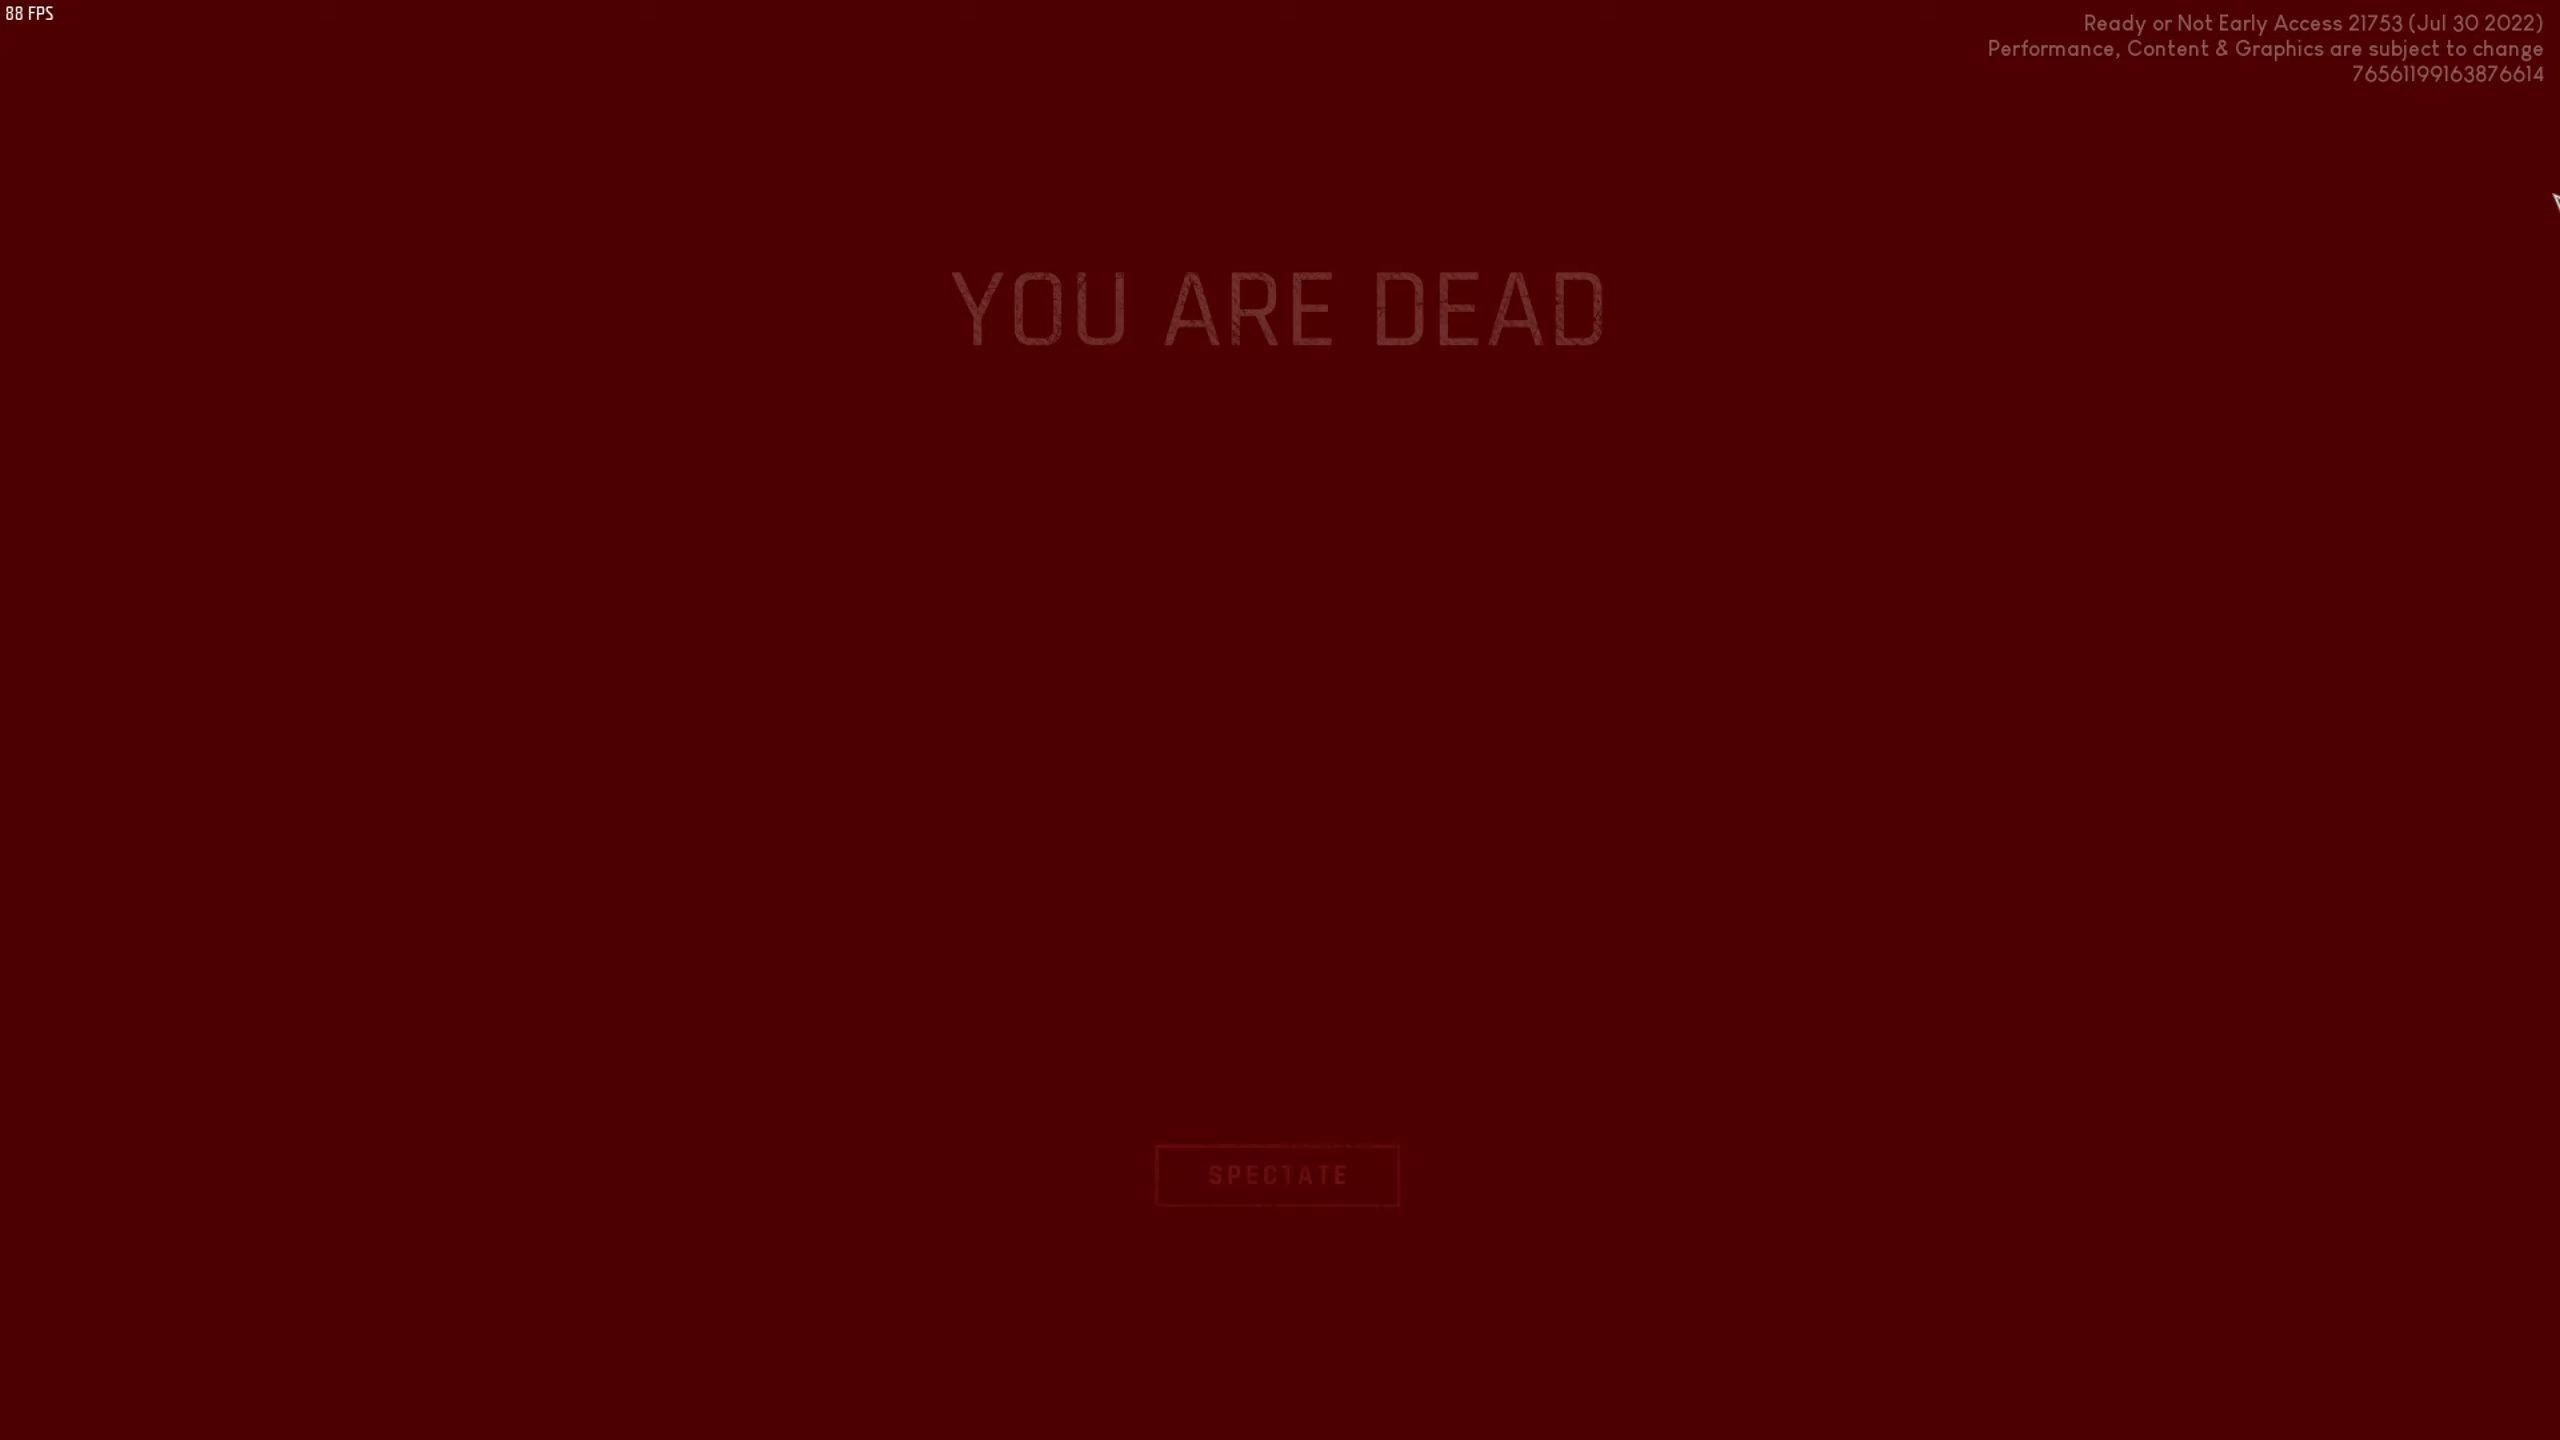 88 FPS
Ready or Not Early Access 21753 (Jul 30 2022)
Performance, Content & Graphics are subject to change
76561199163876614
YOU ARE DEAD
SPECTATE